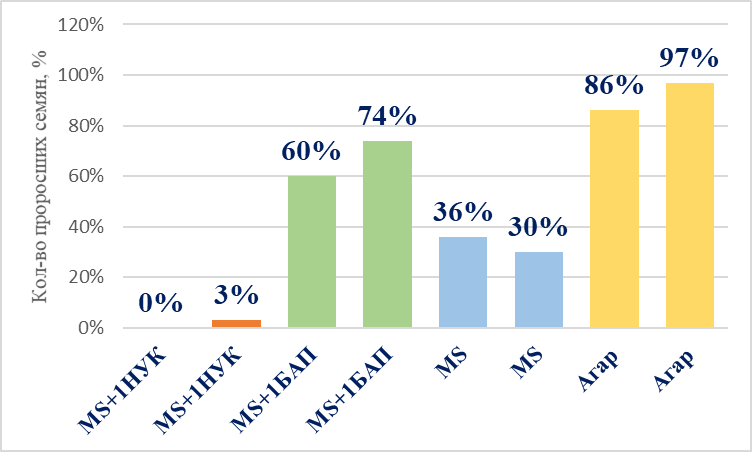 Кол-во проросших семян, %
120%
100%
80%
60%
40%
20%
0%
0%
3%
60%
74%
36%
30%
86%
97%
MS+1НУК
MS+1НУК
MS+1БАП
MS+1БАП
MS
MS
Агар
Агар